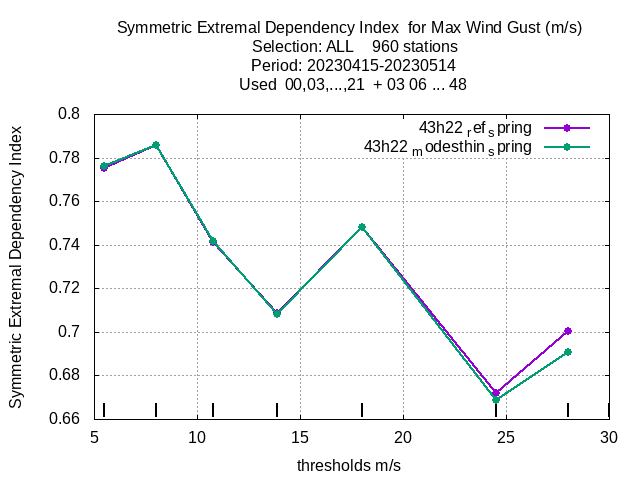 Symmetric Extremal Dependency Index  for Max Wind Gust (m/s)
Selection: ALL    960 stations
Period: 20230415-20230514
Used  00,03,...,21  + 03 06 ... 48
43h22 ref spring
43h22 modesthin spring
Symmetric Extremal Dependency Index
0.8
0.78
0.76
0.74
0.72
0.7
0.68
0.66
5 10 15 20 25 30
thresholds m/s